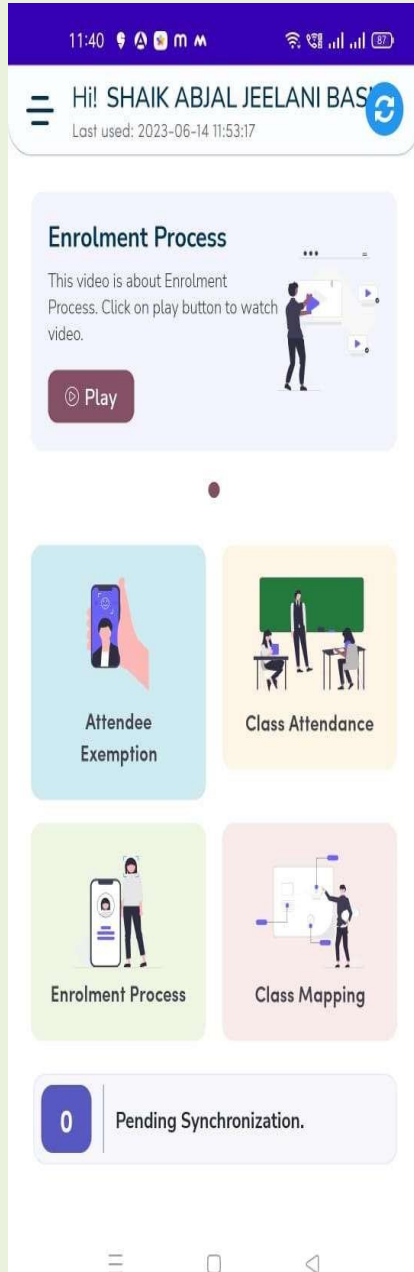 11:40
87
Hi! SHAIK ABJAL JEELANI
Last used: 2023-06-14 11:53:17
Enrolment Process
This video is about Enrolment
Process. Click on play button to watch
video.
Play
Attendee
Exemption
Class Attendance
Enrolment Process
Class Mapping
0
Pending Synchronization.